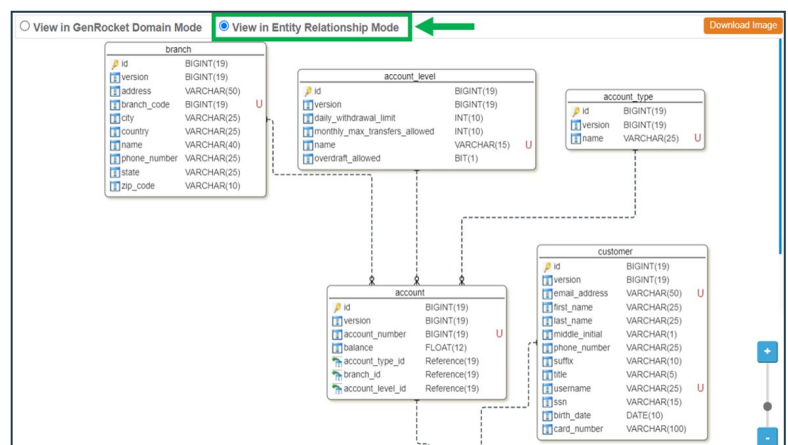 View in GenRocket Domain Mode
View in Entity Relationship Mode
Download Image
branch
id BIGINT(19)
version BIGINT(19)
address VARCHAR(50)
branch_code BIGINT(19) U
city VARCHAR(25)
country VARCHAR(25)
name VARCHAR(40)
phone_number VARCHAR(25)
state VARCHAR(25)
zip_code VARCHAR(10)
account_level
id BIGINT(19)
version BIGINT(19)
daily_withdrawal_limit INT(10)
monthly_max_transfers_allowed INT(10)
name VARCHAR(15) U
overdraft_allowed BIT(1)
account_type
id BIGINT(19)
version BIGINT(19)
name VARCHAR(25) U
account
id BIGINT(19)
version BIGINT(19)
account_number BIGINT(19) U
balance FLOAT(12)
account_type_id Reference(19)
branch_id Reference(19)
account_level_id Reference(19)
customer
id BIGINT(19)
version BIGINT(19)
email_address VARCHAR(50) U
first_name VARCHAR(25)
last_name VARCHAR(25)
middle_initial VARCHAR(1)
phone_number VARCHAR(25)
suffix VARCHAR(10)
title VARCHAR(5)
username VARCHAR(25) U
ssn VARCHAR(15)
birth_date DATE(10)
card_number VARCHAR(100)
+
-